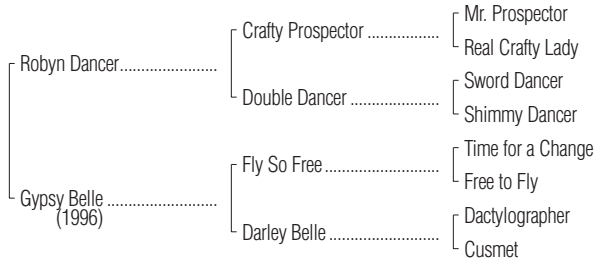 Mr. Prospector
Crafty Prospector ..................
Real Crafty Lady
Robyn Dancer.........................
Sword Dancer
Double Dancer ......................
Shimmy Dancer
Time for a Change
Fly So Free .............................
Free to Fly
Gypsy Belle ............................
(1996)
Dactylographer
Darley Belle ............................
Cusmet